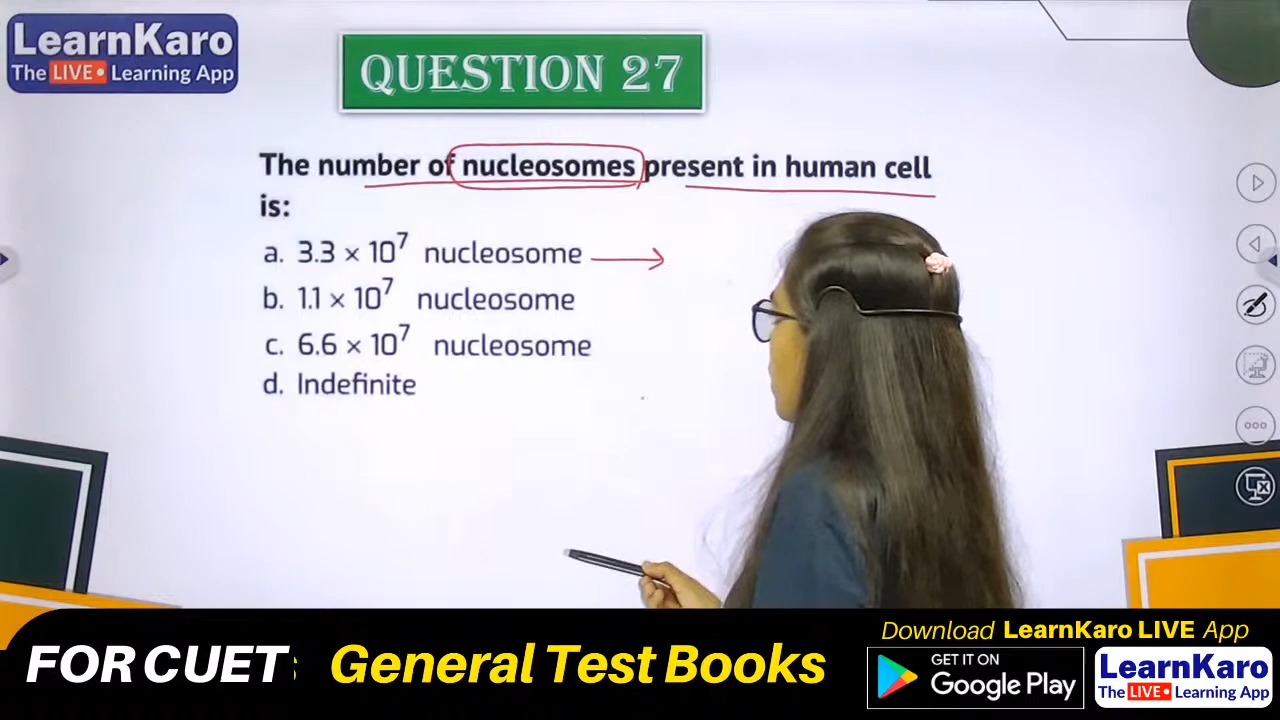 LearnKaro
The LIVE Learning App
QUESTION 27
The number of nucleosomes present in human cell
is:
a. 3.3 × 10⁷ nucleosome
b. 1.1 × 10⁷ nucleosome
c. 6.6 × 10⁷ nucleosome
d. Indefinite
FOR CUET General Test Books
Download LearnKaro LIVE App
GET IT ON
Google Play
LearnKaro
The LIVE Learning App